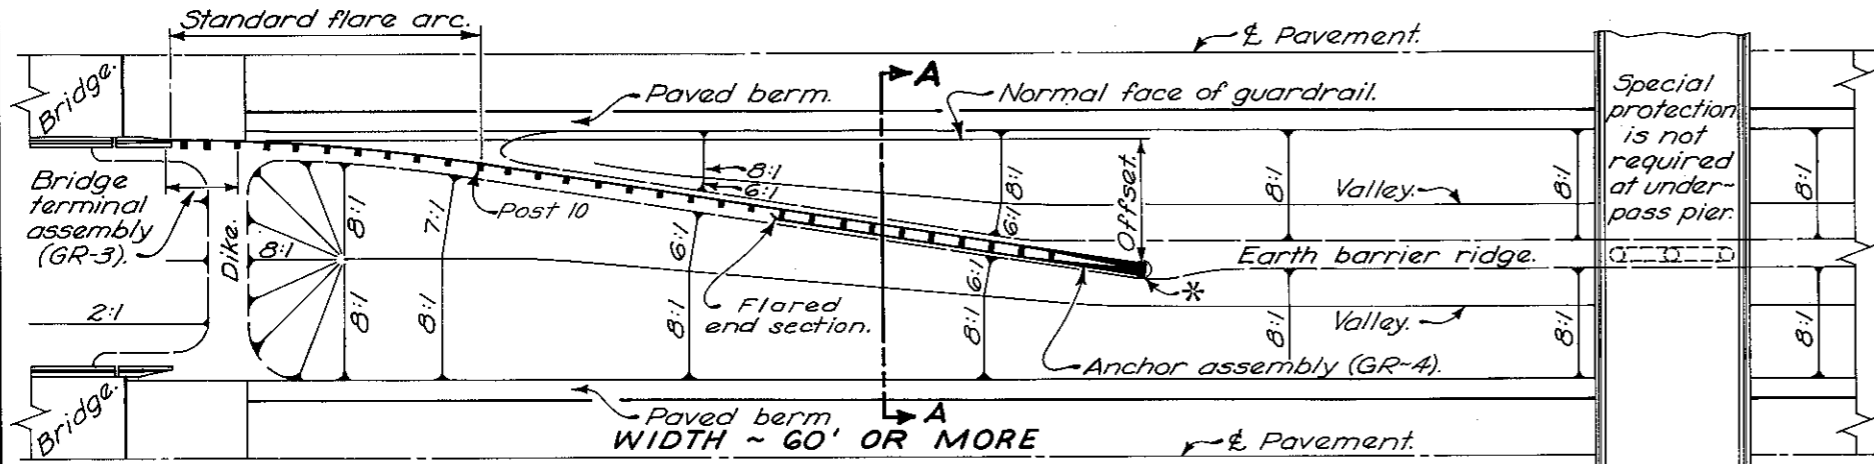 Standard flare arc.
℄ Pavement.
Bridge.
Paved berm.
A
Normal face of guardrail.
Special
protection
is not
required
at under-
pass pier.
8:1
6:1
8:1
6:1
8:1
8:1
8:1
Offset.
Valley.
Bridge
terminal
assembly
(GR-3).
Dike.
8:1
8:1
7:1
Post 10
6:1
6:1
Earth barrier ridge.
*
2:1
8:1
8:1
Flared
end section.
8:1
8:1
8:1
8:1
8:1
Valley.
Anchor assembly (GR-4).
Bridge.
Paved berm
A
WIDTH ~ 60' OR MORE
℄ Pavement.